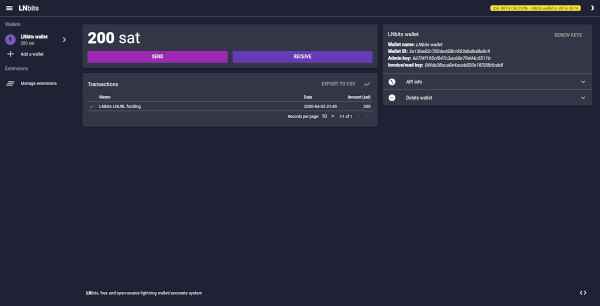 LNbits
USE WITH CAUTION - LNbits wallet is still in BETA
Wallets
LNbits wallet
200 sat
Add a wallet
Extensions
Manage extensions
200 sat
SEND
RECEIVE
Transactions
EXPORT TO CSV
Memo Date Amount (sat)
LNbits LNURL funding 2020-04-23 21:49 200
Records per page: 10 1-1 of 1
LNbits wallet
RENEW KEYS
Wallet name: LNbits wallet
Wallet ID:
Admin key:
Invoice/read key:
API info
Delete wallet
LNbits, free and open-source lightning wallet/accounts system